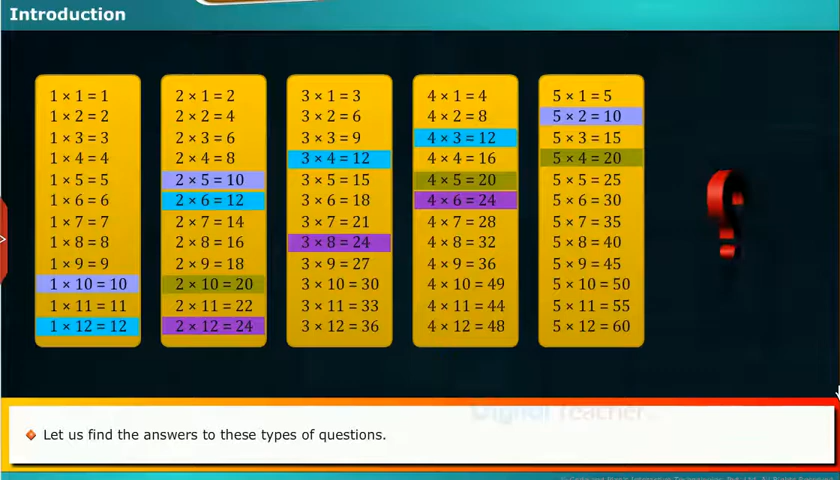 Introduction
1 × 1 = 1
1 × 2 = 2
1 × 3 = 3
1 × 4 = 4
1 × 5 = 5
1 × 6 = 6
1 × 7 = 7
1 × 8 = 8
1 × 9 = 9
1 × 10 = 10
1 × 11 = 11
1 × 12 = 12
2 × 1 = 2
2 × 2 = 4
2 × 3 = 6
2 × 4 = 8
2 × 5 = 10
2 × 6 = 12
2 × 7 = 14
2 × 8 = 16
2 × 9 = 18
2 × 10 = 20
2 × 11 = 22
2 × 12 = 24
3 × 1 = 3
3 × 2 = 6
3 × 3 = 9
3 × 4 = 12
3 × 5 = 15
3 × 6 = 18
3 × 7 = 21
3 × 8 = 24
3 × 9 = 27
3 × 10 = 30
3 × 11 = 33
3 × 12 = 36
4 × 1 = 4
4 × 2 = 8
4 × 3 = 12
4 × 4 = 16
4 × 5 = 20
4 × 6 = 24
4 × 7 = 28
4 × 8 = 32
4 × 9 = 36
4 × 10 = 49
4 × 11 = 44
4 × 12 = 48
5 × 1 = 5
5 × 2 = 10
5 × 3 = 15
5 × 4 = 20
5 × 5 = 25
5 × 6 = 30
5 × 7 = 35
5 × 8 = 40
5 × 9 = 45
5 × 10 = 50
5 × 11 = 55
5 × 12 = 60
?
Digital Teacher
Let us find the answers to these types of questions.